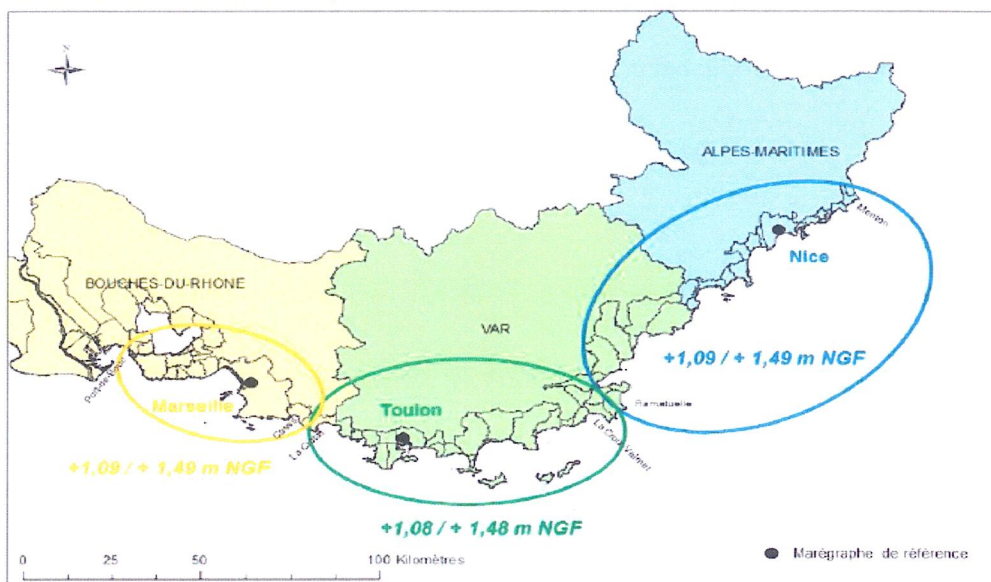 N
ALPES-MARITIMES
Menton
Nice
BOUCHES-DU-RHONE
VAR
+1,09 / + 1,49 m NGF
Ramatuelle
Marseille
Toulon
Cassis
La Ciotat
La Croix Valmer
+1,09 / + 1,49 m NGF
+1,08 / + 1,48 m NGF
0 25 50 100 Kilomètres
Marégraphe de référence